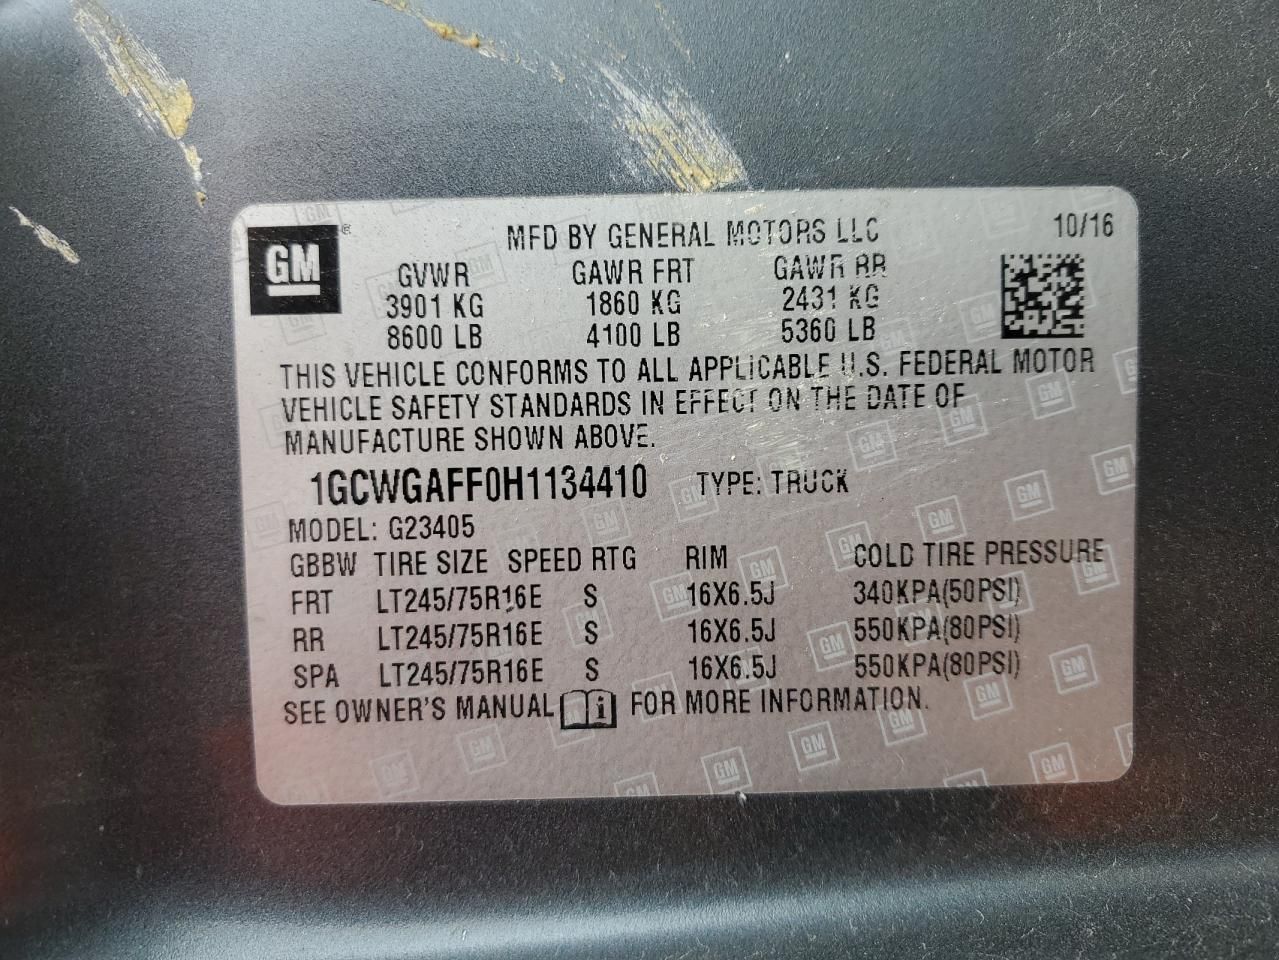 MFD BY GENERAL MOTORS LLC 10/16
GM ®
GVWR GAWR FRT GAWR RR
3901 KG 1860 KG 2431 KG
8600 LB 4100 LB 5360 LB
THIS VEHICLE CONFORMS TO ALL APPLICABLE U.S. FEDERAL MOTOR
VEHICLE SAFETY STANDARDS IN EFFECT ON THE DATE OF
MANUFACTURE SHOWN ABOVE.
1GCWGAFF0H1134410 TYPE: TRUCK
MODEL: G23405
GBBW TIRE SIZE SPEED RTG RIM COLD TIRE PRESSURE
FRT LT245/75R16E S 16X6.5J 340KPA(50PSI)
RR LT245/75R16E S 16X6.5J 550KPA(80PSI)
SPA LT245/75R16E S 16X6.5J 550KPA(80PSI)
SEE OWNER'S MANUAL i FOR MORE INFORMATION.